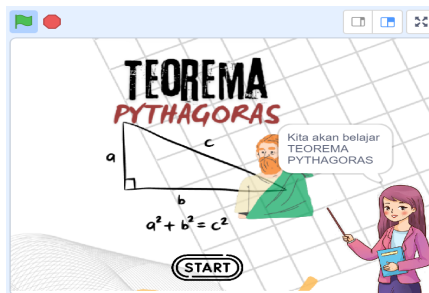 TEOREMA
PYTHAGORAS
c
a
b
a² + b² = c²
Kita akan belajar
TEOREMA
PYTHAGORAS
START